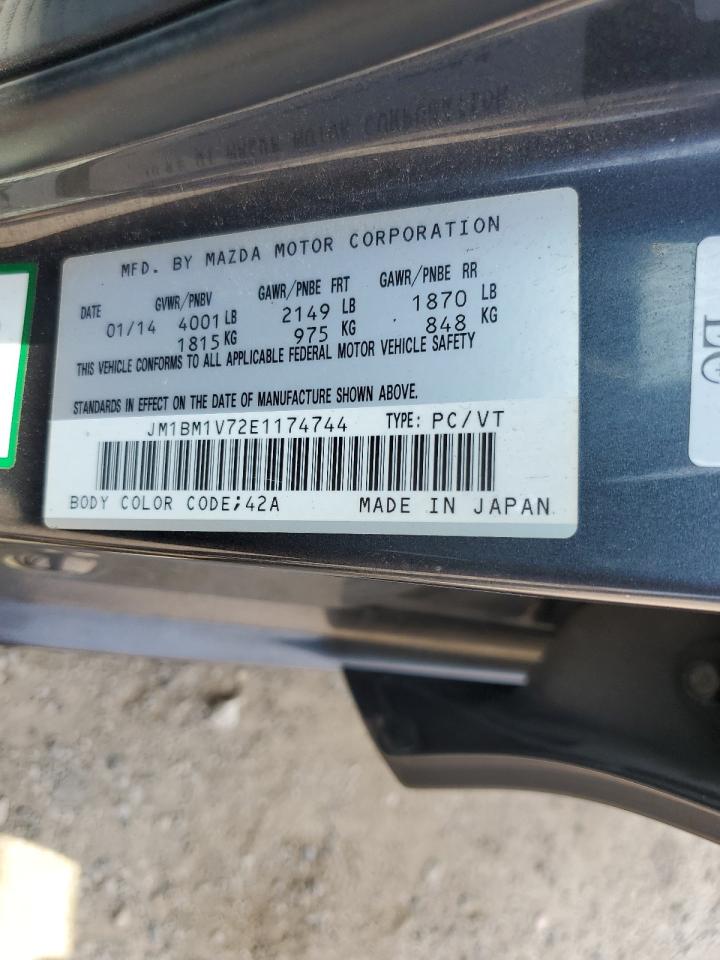 MFD. BY MAZDA MOTOR CORPORATION
DATE GVWR/PNBV GAWR/PNBE FRT GAWR/PNBE RR
01/14 4001 LB 2149 LB 1870 LB
1815 KG 975 KG 848 KG
THIS VEHICLE CONFORMS TO ALL APPLICABLE FEDERAL MOTOR VEHICLE SAFETY
STANDARDS IN EFFECT ON THE DATE OF MANUFACTURE SHOWN ABOVE.
JM1BM1V72E1174744 TYPE: PC/VT
BODY COLOR CODE;42A MADE IN JAPAN